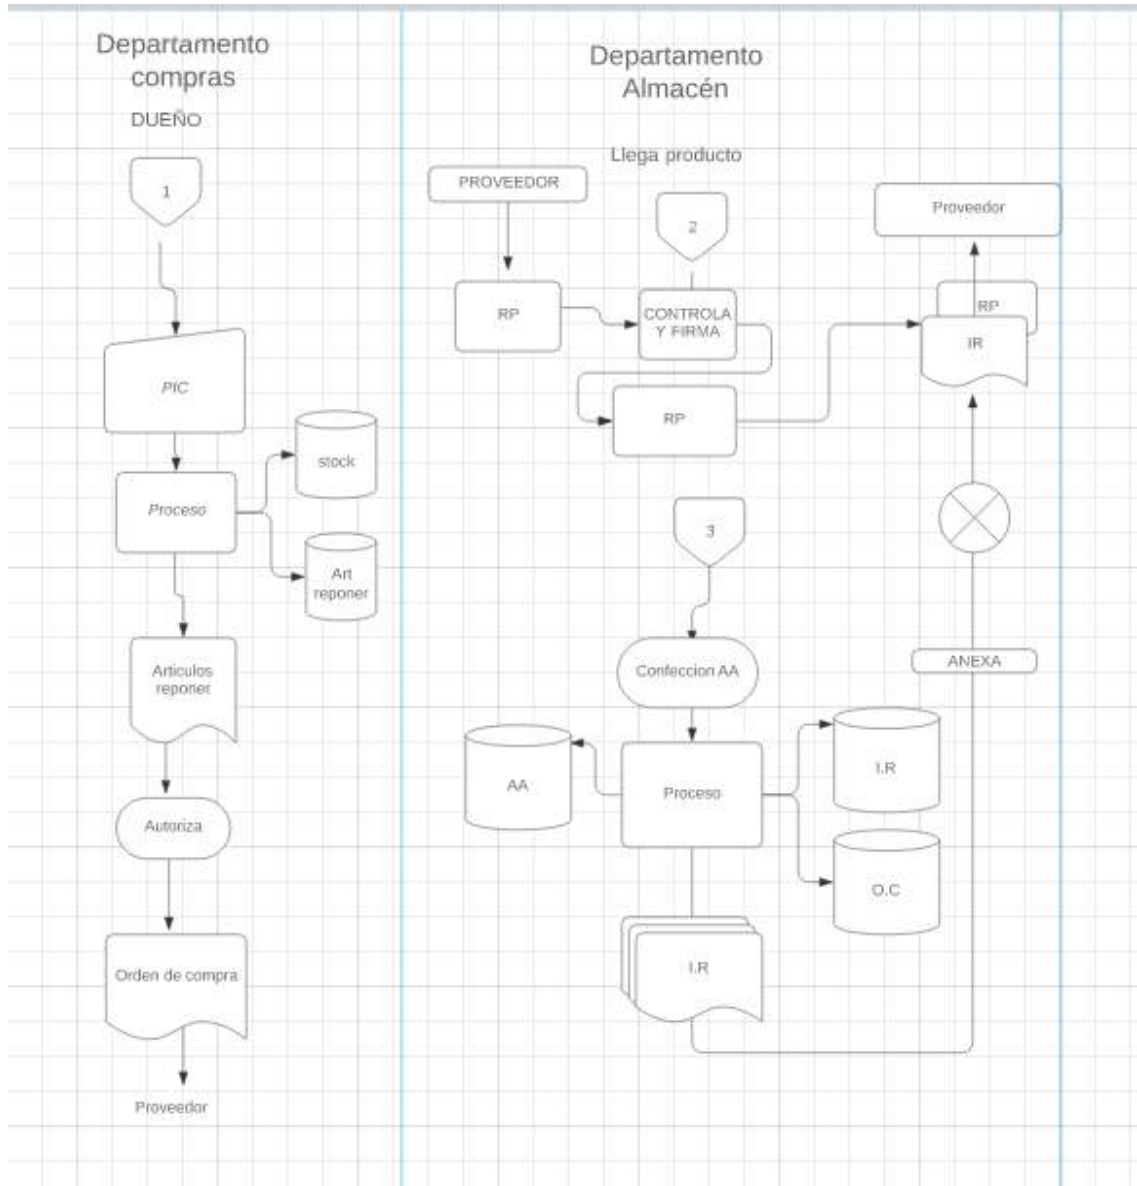 Departamento
compras
DUEÑO
1
PIC
Proceso
stock
Art
reponer
Articulos
reponer
Autoriza
Orden de compra
Proveedor
Departamento
Almacén
Llega producto
PROVEEDOR
2
Proveedor
RP
CONTROLA
Y FIRMA
RP
IR
RP
3
Confeccion AA
ANEXA
AA
Proceso
I.R
O.C
I.R